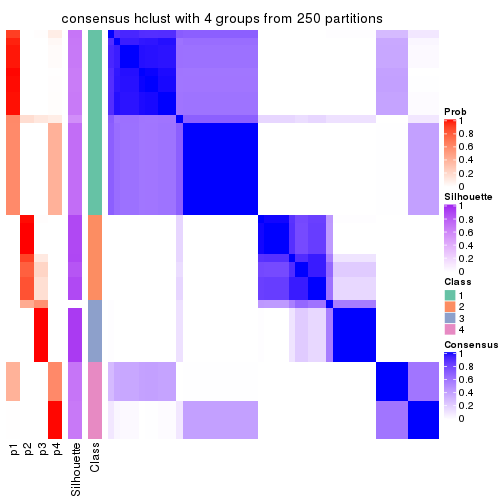 consensus hclust with 4 groups from 250 partitions
Prob
1
0.8
0.6
0.4
0.2
0
Silhouette
1
0.8
0.6
0.4
0.2
0
Class
1
2
3
4
Consensus
1
0.8
0.6
0.4
0.2
0
p1
p2
p3
p4
Silhouette
Class